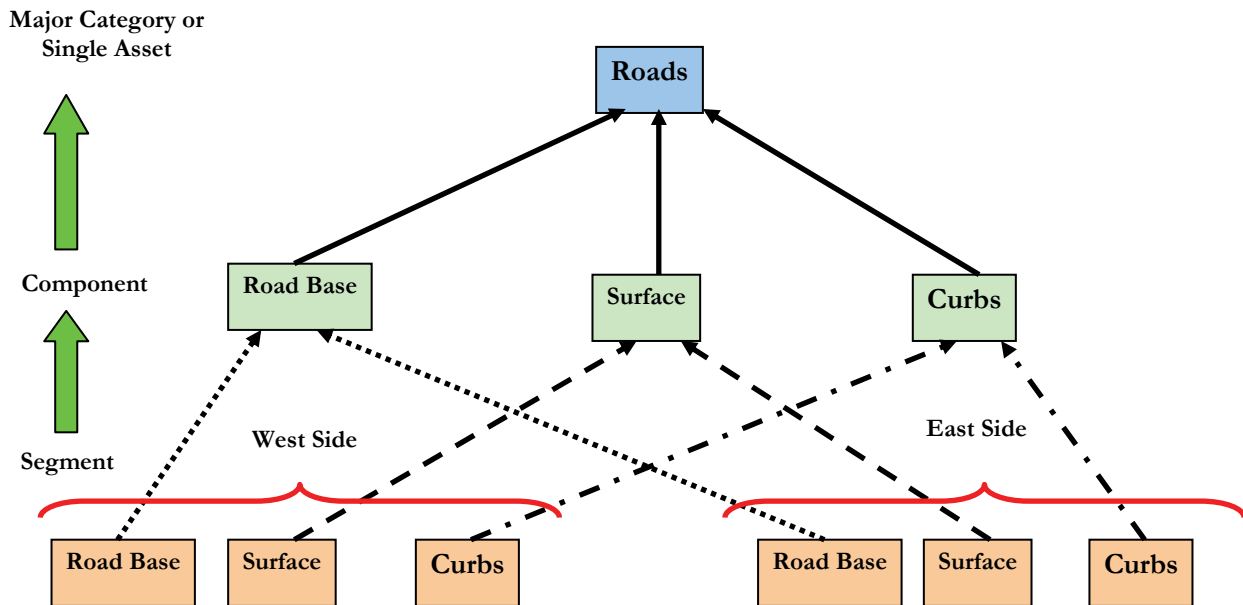 Major Category or
Single Asset
Roads
Component
Road Base
Surface
Curbs
West Side
East Side
Segment
Road Base
Surface
Curbs
Road Base
Surface
Curbs